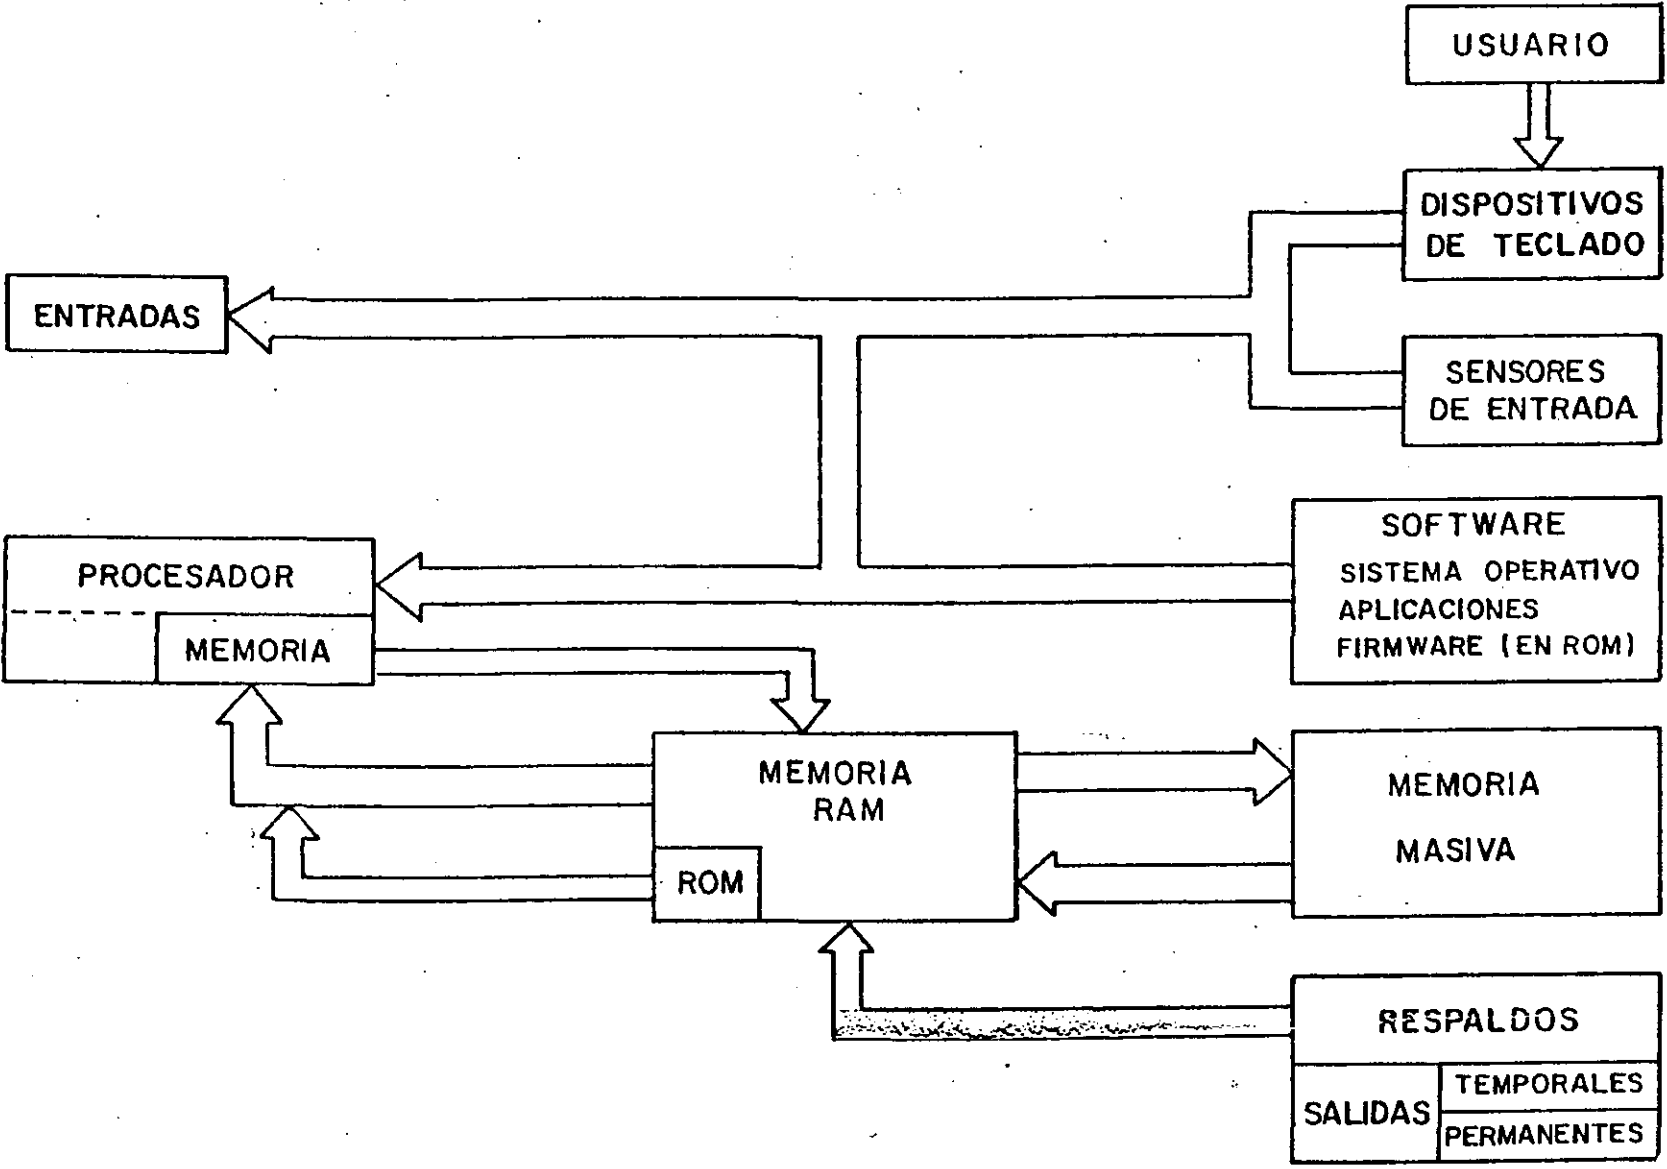 USUARIO
DISPOSITIVOS
DE TECLADO
ENTRADAS
SENSORES
DE ENTRADA
SOFTWARE
SISTEMA OPERATIVO
APLICACIONES
FIRMWARE (EN ROM)
PROCESADOR
MEMORIA
MEMORIA
RAM
ROM
MEMORIA
MASIVA
RESPALDOS
SALIDAS
TEMPORALES
PERMANENTES